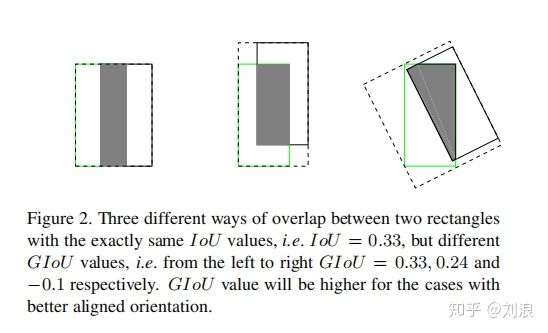 Figure 2. Three different ways of overlap between two rectangles
with the exactly same IoU values, i.e. IoU = 0.33, but different
GIoU values, i.e. from the left to right GIoU = 0.33, 0.24 and
−0.1 respectively. GIoU value will be higher for the cases with
better aligned orientation.
知乎 @刘浪